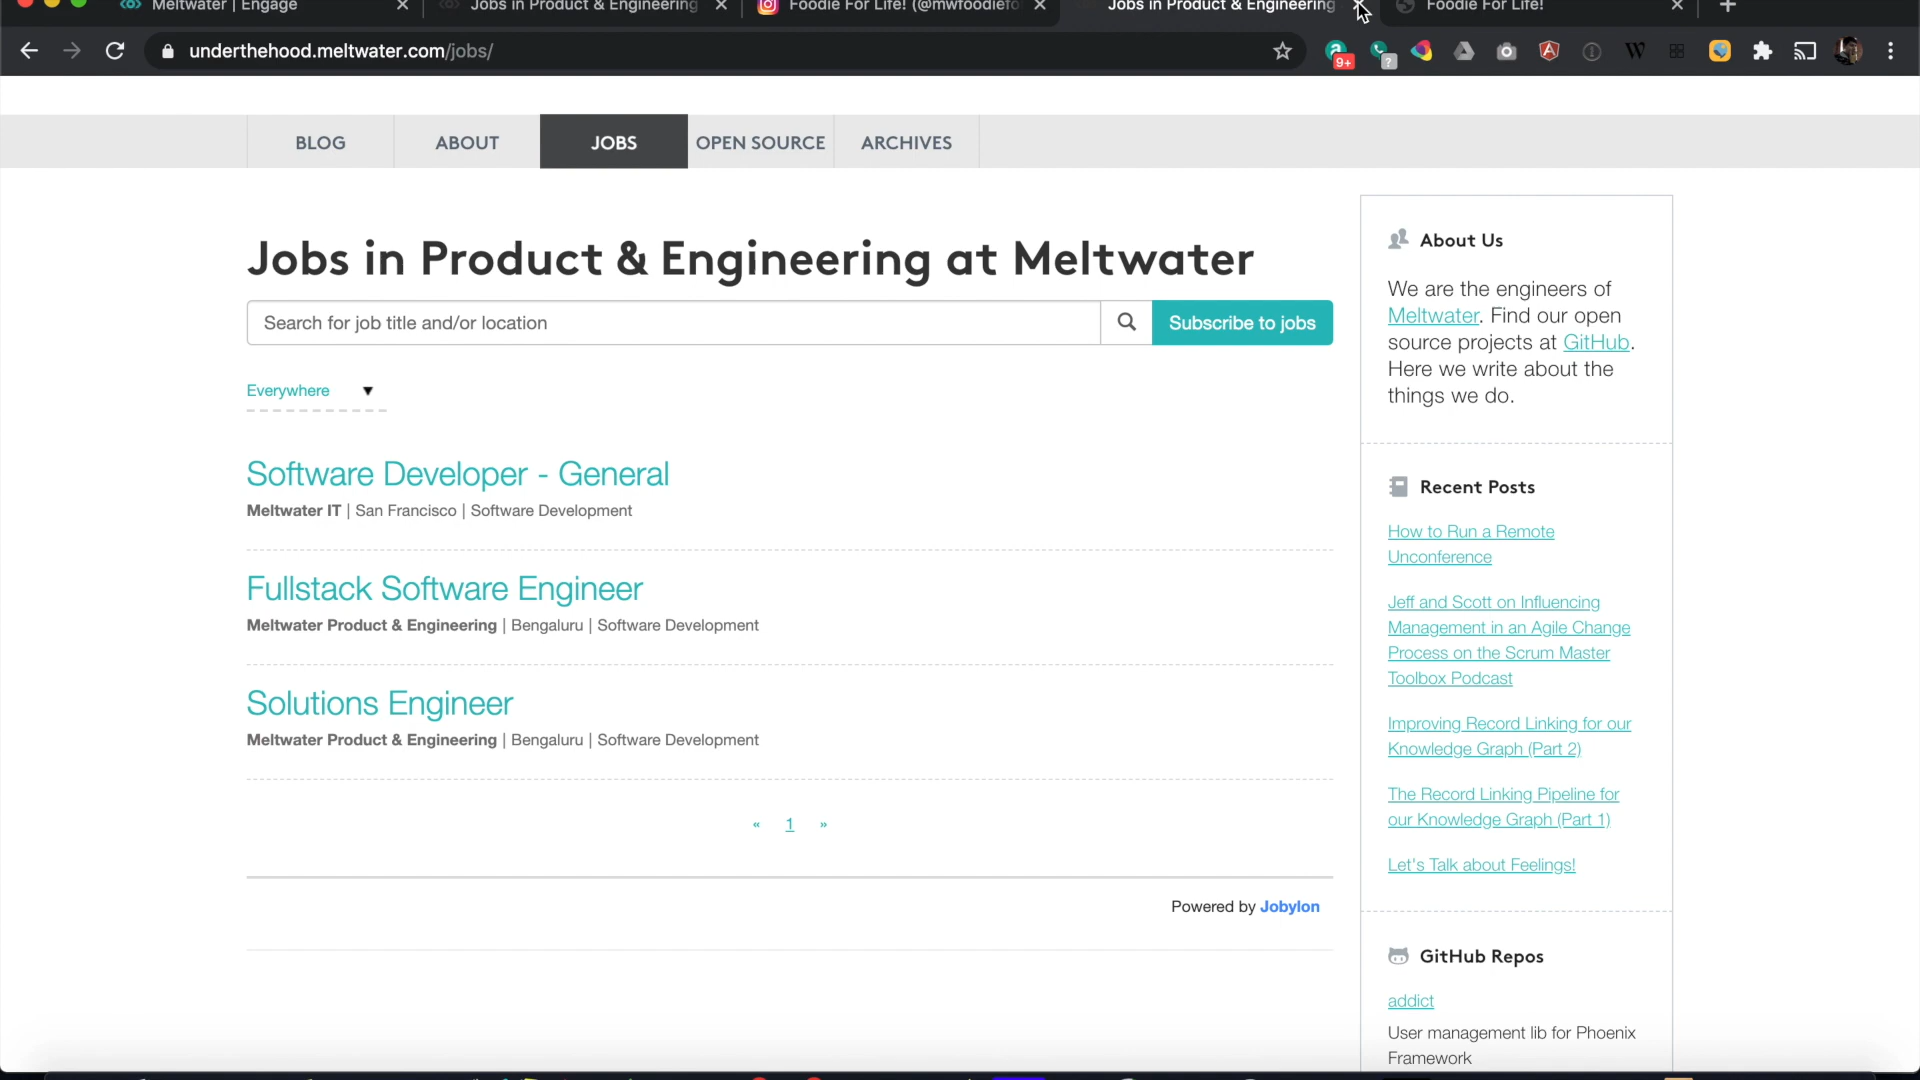 Meltwater | Engage
Jobs in Product & Engineering
Foodie For Life! (@mwfoodiefo
Jobs in Product & Engineering
Foodie For Life!
underthehood.meltwater.com/jobs/
9+
?
BLOG
ABOUT
JOBS
OPEN SOURCE
ARCHIVES
Jobs in Product & Engineering at Meltwater
Search for job title and/or location
Subscribe to jobs
Everywhere
Software Developer - General
Meltwater IT | San Francisco | Software Development
Fullstack Software Engineer
Meltwater Product & Engineering | Bengaluru | Software Development
Solutions Engineer
Meltwater Product & Engineering | Bengaluru | Software Development
« 1 »
Powered by Jobylon
About Us
We are the engineers of
Meltwater. Find our open
source projects at GitHub.
Here we write about the
things we do.
Recent Posts
How to Run a Remote
Unconference
Jeff and Scott on Influencing
Management in an Agile Change
Process on the Scrum Master
Toolbox Podcast
Improving Record Linking for our
Knowledge Graph (Part 2)
The Record Linking Pipeline for
our Knowledge Graph (Part 1)
Let's Talk about Feelings!
GitHub Repos
addict
User management lib for Phoenix
Framework